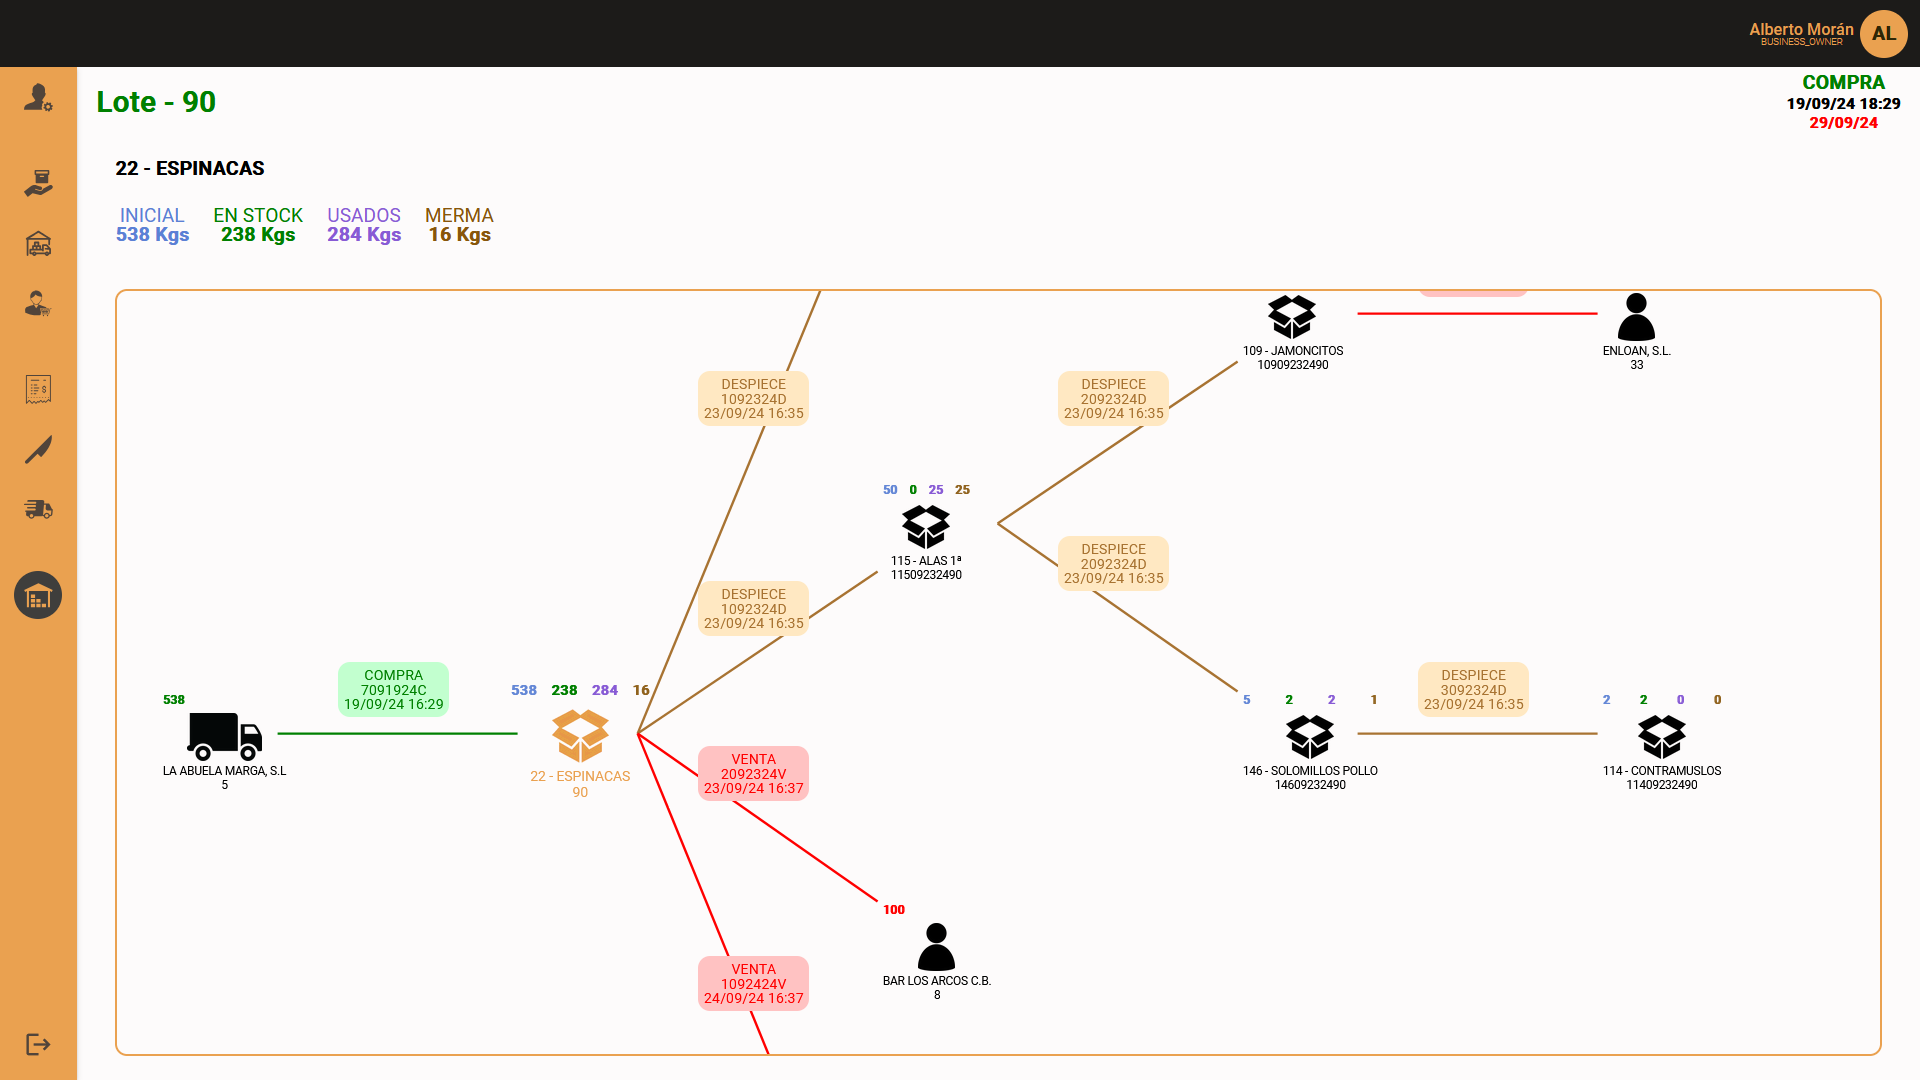 Alberto Morán
BUSINESS_OWNER
AL
Lote - 90
COMPRA
19/09/24 18:29
29/09/24
22 - ESPINACAS
INICIAL
538 Kgs
EN STOCK
238 Kgs
USADOS
284 Kgs
MERMA
16 Kgs
109 - JAMONCITOS
10909232490
ENLOAN, S.L.
33
DESPIECE
1092324D
23/09/24 16:35
DESPIECE
2092324D
23/09/24 16:35
50 0 25 25
115 - ALAS 1ª
11509232490
DESPIECE
2092324D
23/09/24 16:35
DESPIECE
1092324D
23/09/24 16:35
538
LA ABUELA MARGA, S.L
5
COMPRA
7091924C
19/09/24 16:29
538 238 284 16
22 - ESPINACAS
90
5 2 2 1
146 - SOLOMILLOS POLLO
14609232490
DESPIECE
3092324D
23/09/24 16:35
2 2 0 0
114 - CONTRAMUSLOS
11409232490
VENTA
2092324V
23/09/24 16:37
100
BAR LOS ARCOS C.B.
8
VENTA
1092424V
24/09/24 16:37